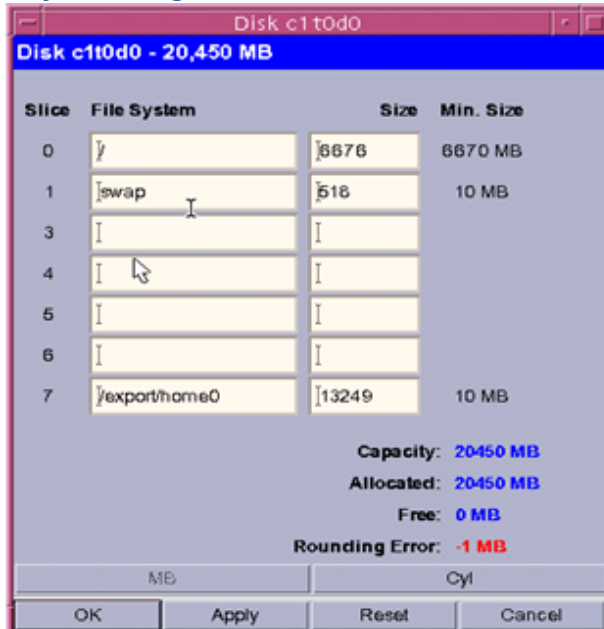 Disk c1t0d0
Disk c1t0d0 - 20,450 MB
Slice File System Size Min. Size
0 / 6676 6670 MB
1 swap 518 10 MB
3
4
5
6
7 /export/home0 13249 10 MB
Capacity: 20450 MB
Allocated: 20450 MB
Free: 0 MB
Rounding Error: -1 MB
MB Cyl
OK Apply Reset Cancel